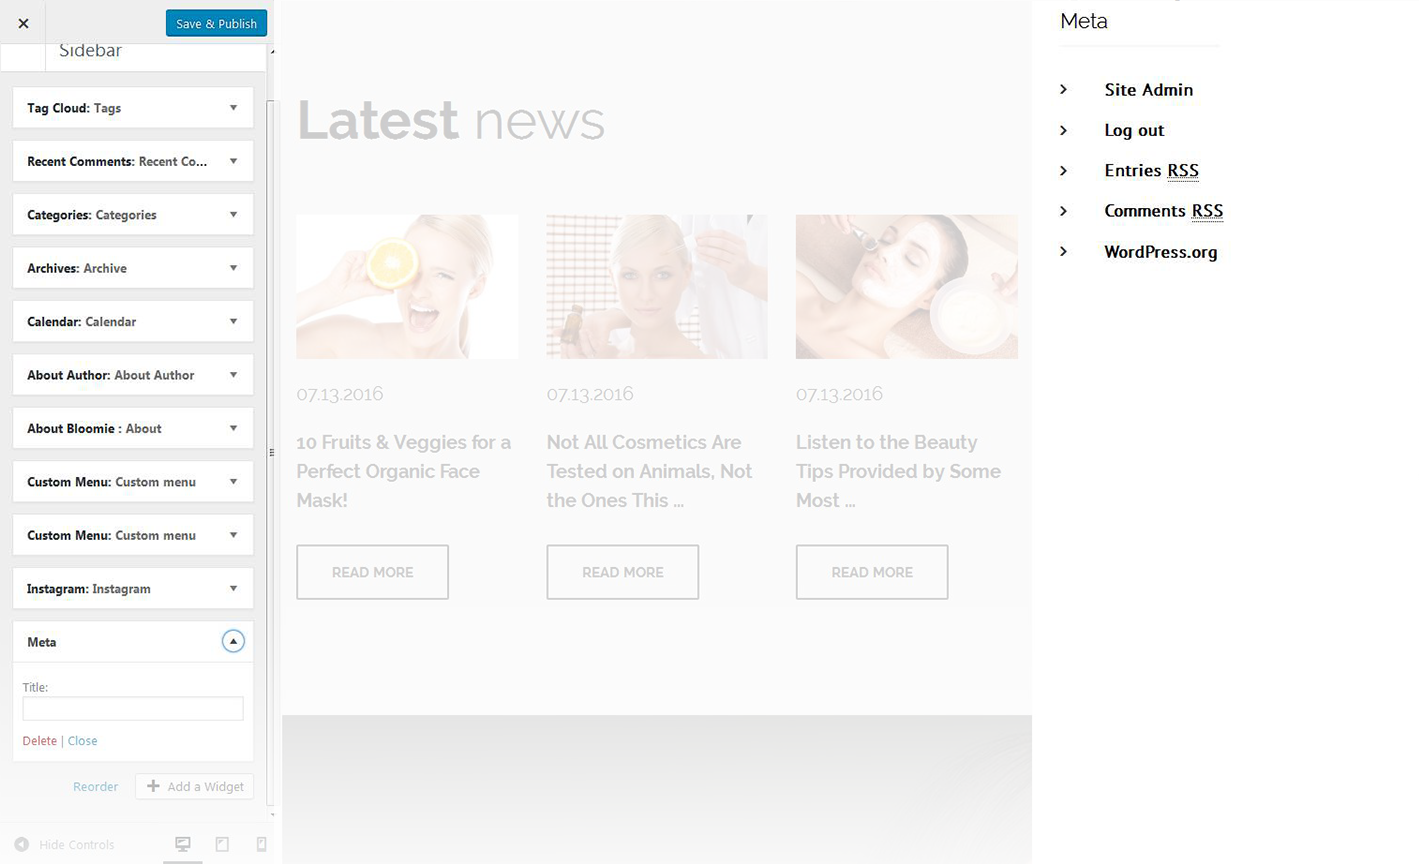 Save & Publish
Sidebar
Tag Cloud: Tags
Recent Comments: Recent Co...
Categories: Categories
Archives: Archive
Calendar: Calendar
About Author: About Author
About Bloomie : About
Custom Menu: Custom menu
Custom Menu: Custom menu
Instagram: Instagram
Meta
Title:
Delete | Close
Reorder
Add a Widget
Hide Controls
Latest news
07.13.2016
10 Fruits & Veggies for a
Perfect Organic Face
Mask!
READ MORE
07.13.2016
Not All Cosmetics Are
Tested on Animals, Not
the Ones This ...
READ MORE
07.13.2016
Listen to the Beauty
Tips Provided by Some
Most ...
READ MORE
Meta
Site Admin
Log out
Entries RSS
Comments RSS
WordPress.org